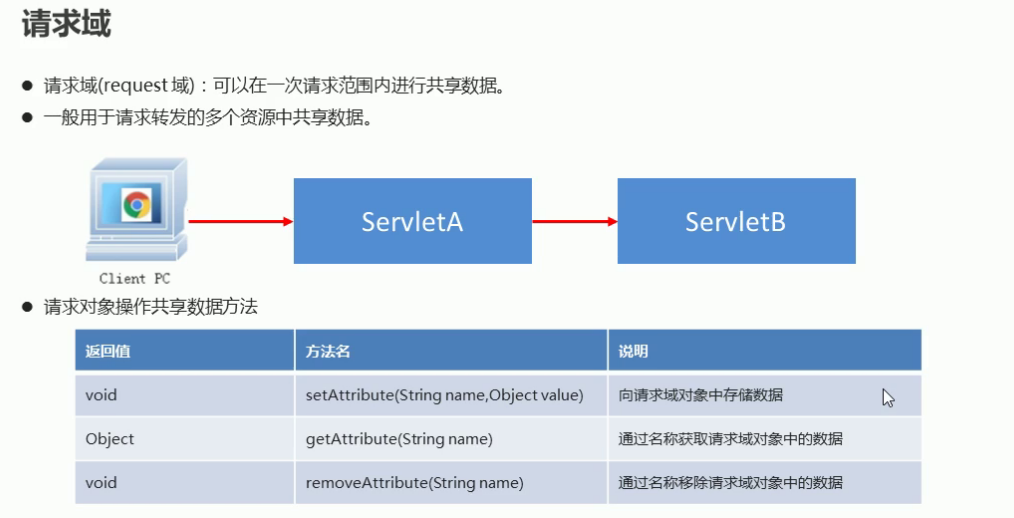 请求域
● 请求域(request 域)：可以在一次请求范围内进行共享数据。
● 一般用于请求转发的多个资源中共享数据。
ServletA
ServletB
Client PC
● 请求对象操作共享数据方法
返回值 方法名 说明
void setAttribute(String name,Object value) 向请求域对象中存储数据
Object getAttribute(String name) 通过名称获取请求域对象中的数据
void removeAttribute(String name) 通过名称移除请求域对象中的数据